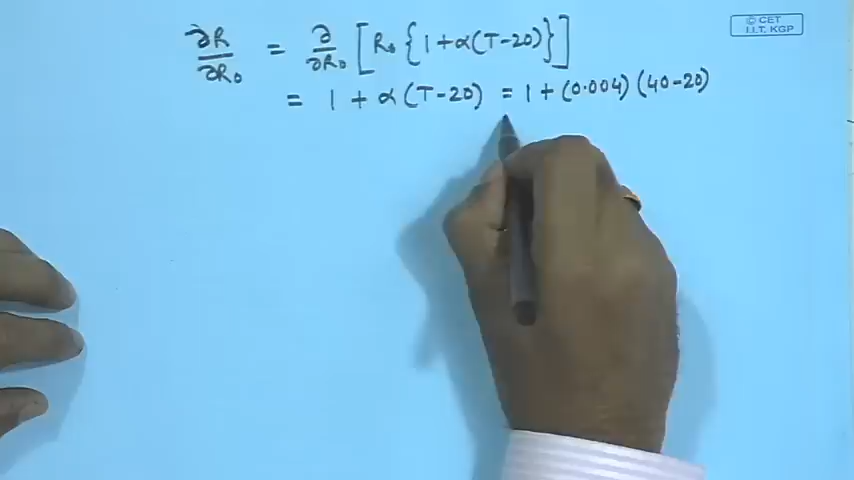 ∂R/∂R₀ = ∂/∂R₀ [R₀ {1 + α(T-20)}]
© CET
I.I.T. KGP
= 1 + α (T-20) = 1 + (0.004) (40-20)